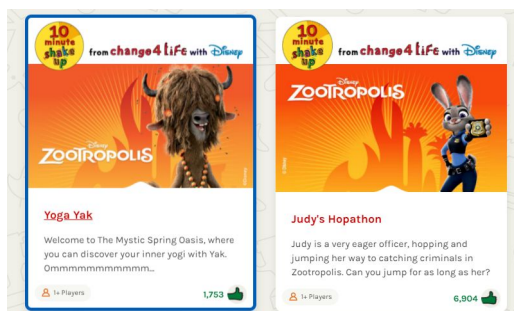 10
minute
shake
up
from change4Life with Disney
Disney
ZOOTROPOLIS
Yoga Yak
Welcome to The Mystic Spring Oasis, where
you can discover your inner yogi with Yak.
Ommmmmmmmmmm...
1+ Players
1,753
10
minute
shake
up
from change4Life with Disney
Disney
ZOOTROPOLIS
© Disney
Judy's Hopathon
Judy is a very eager officer, hopping and
jumping her way to catching criminals in
Zootropolis. Can you jump for as long as her?
1+ Players
6,904